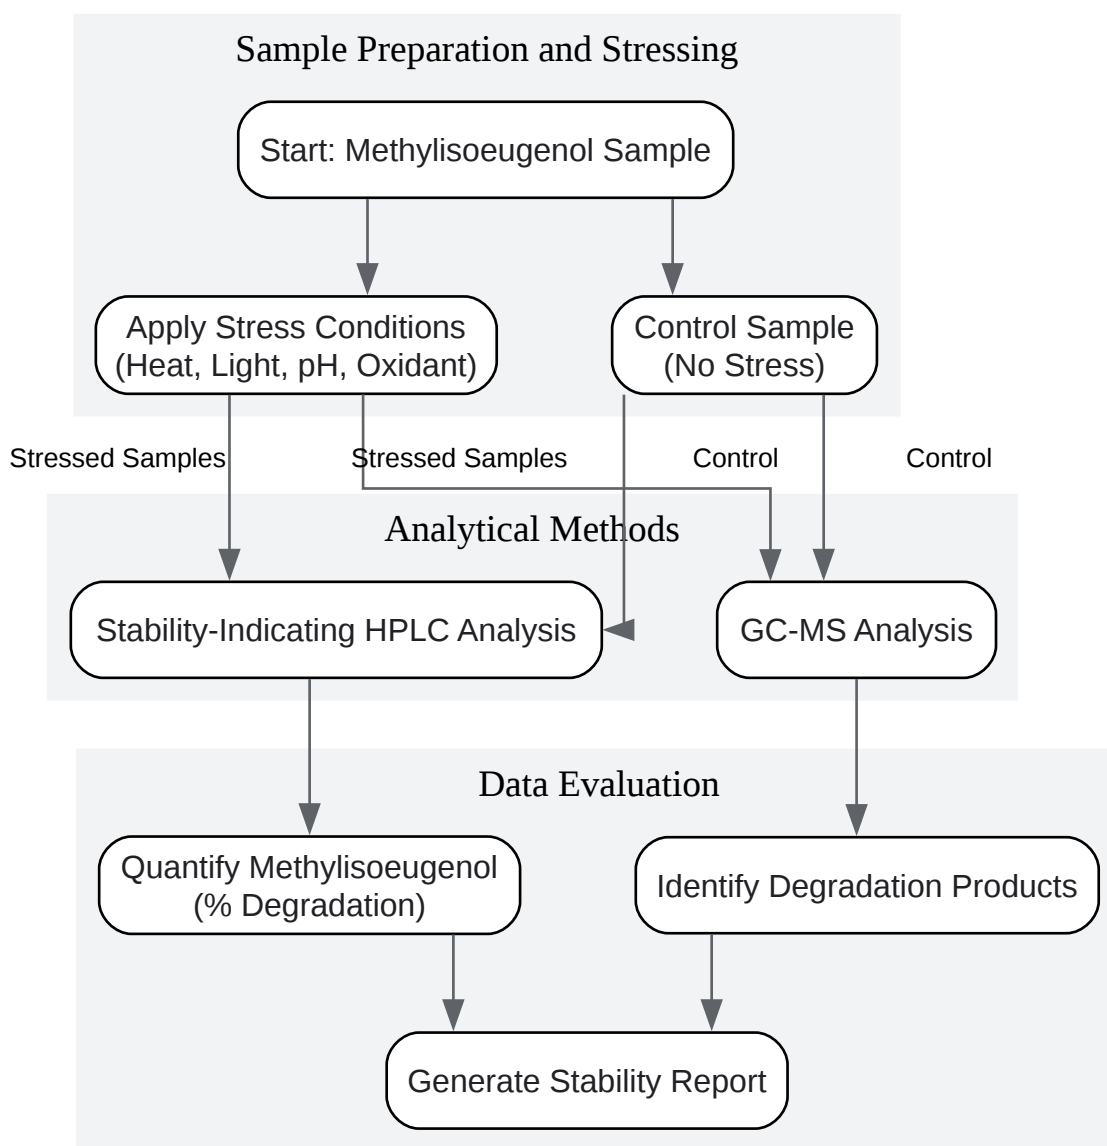 Sample Preparation and Stressing
Start: Methylisoeugenol Sample
Apply Stress Conditions
(Heat, Light, pH, Oxidant)
Control Sample
(No Stress)
Stressed Samples
Stressed Samples
Control
Control
Analytical Methods
Stability-Indicating HPLC Analysis
GC-MS Analysis
Data Evaluation
Quantify Methylisoeugenol
(% Degradation)
Identify Degradation Products
Generate Stability Report